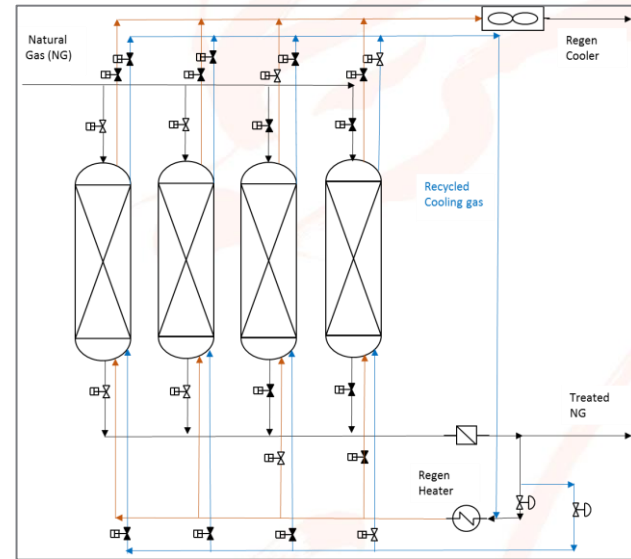 Natural
Gas (NG)
Regen
Cooler
Recycled
Cooling gas
Treated
NG
Regen
Heater